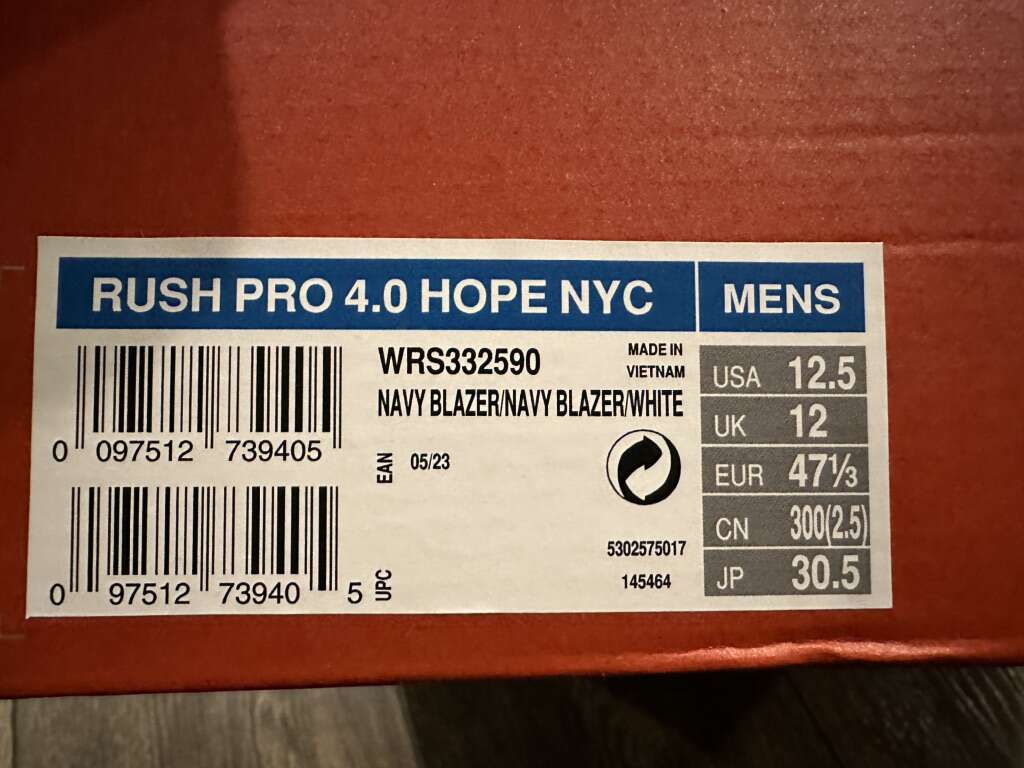 RUSH PRO 4.0 HOPE NYC
MENS
0 097512 739405
WRS332590
MADE IN
VIETNAM
NAVY BLAZER/NAVY BLAZER/WHITE
EAN 05/23
0 97512 73940 5
UPC
5302575017
145464
USA 12.5
UK 12
EUR 47⅓
CN 300(2.5)
JP 30.5